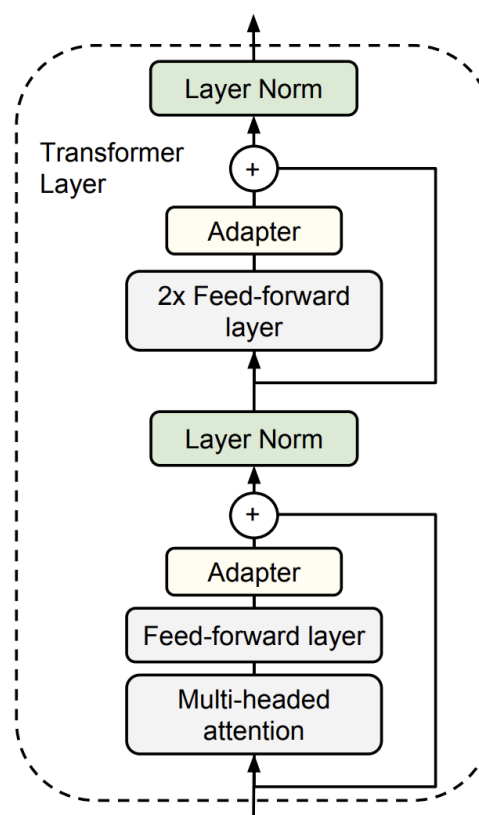 Layer Norm
Transformer
Layer
+
Adapter
2x Feed-forward
layer
Layer Norm
+
Adapter
Feed-forward layer
Multi-headed
attention